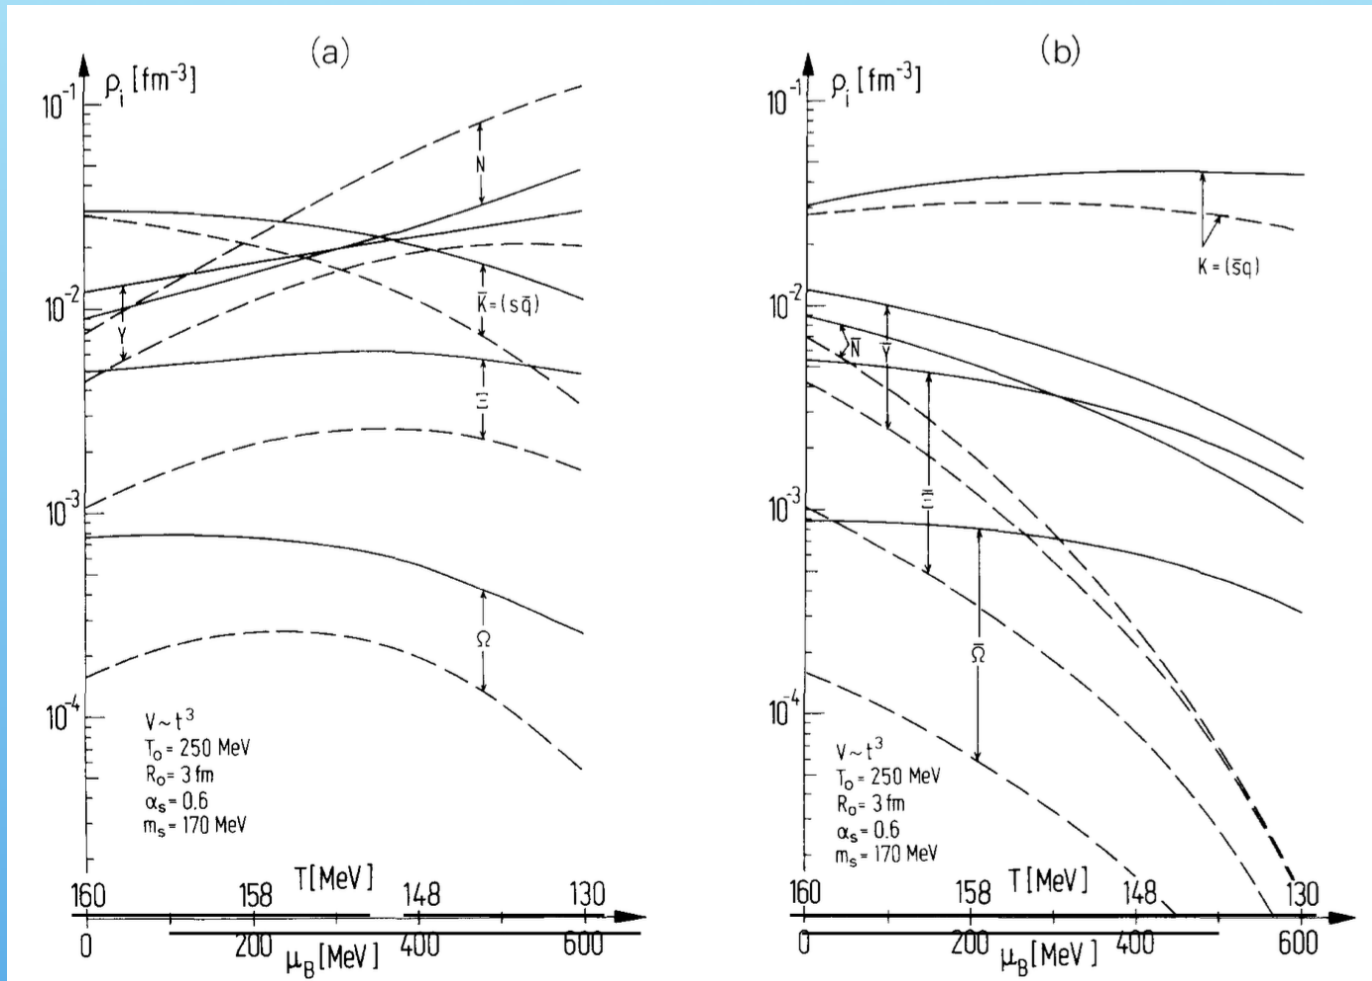 (a)
ρᵢ [fm⁻³]
10⁻¹
10⁻²
10⁻³
10⁻⁴
N
Y
K̅=(sq̅)
Ξ
Ω
V~t³
T₀= 250 MeV
R₀= 3 fm
αₛ= 0.6
mₛ= 170 MeV
T[MeV]
160 158 148 130
0 200 400 600
μ_B[MeV]
(b)
ρᵢ [fm⁻³]
10⁻¹
10⁻²
10⁻³
10⁻⁴
K=(s̅q)
N̅
Y̅
Ξ̅
Ω̅
V~t³
T₀= 250 MeV
R₀= 3 fm
αₛ= 0.6
mₛ= 170 MeV
T[MeV]
160 158 148 130
0 200 400 600
μ_B[MeV]